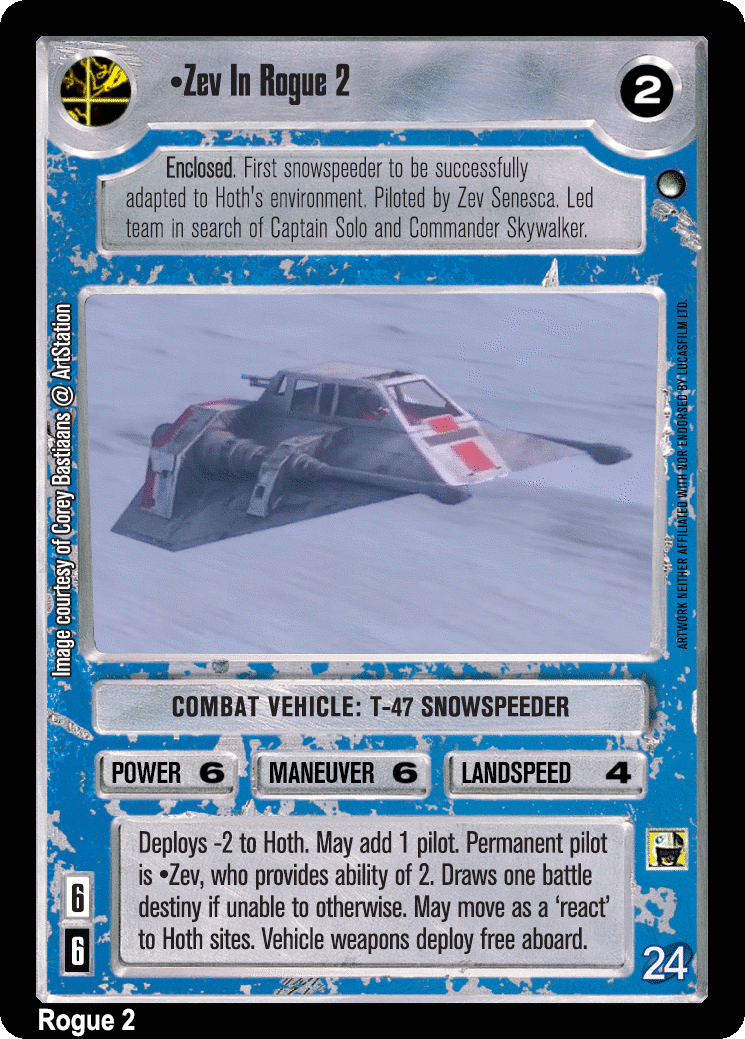 •Zev In Rogue 2
2
Enclosed. First snowspeeder to be successfully
adapted to Hoth's environment. Piloted by Zev Senesca. Led
team in search of Captain Solo and Commander Skywalker.
Image courtesy of Corey Bastiaans @ ArtStation
ARTWORK NEITHER AFFILIATED WITH NOR ENDORSED BY LUCASFILM LTD.
COMBAT VEHICLE: T-47 SNOWSPEEDER
POWER 6 MANEUVER 6 LANDSPEED 4
Deploys -2 to Hoth. May add 1 pilot. Permanent pilot
is •Zev, who provides ability of 2. Draws one battle
destiny if unable to otherwise. May move as a ‘react’
to Hoth sites. Vehicle weapons deploy free aboard.
6
6
24
Rogue 2